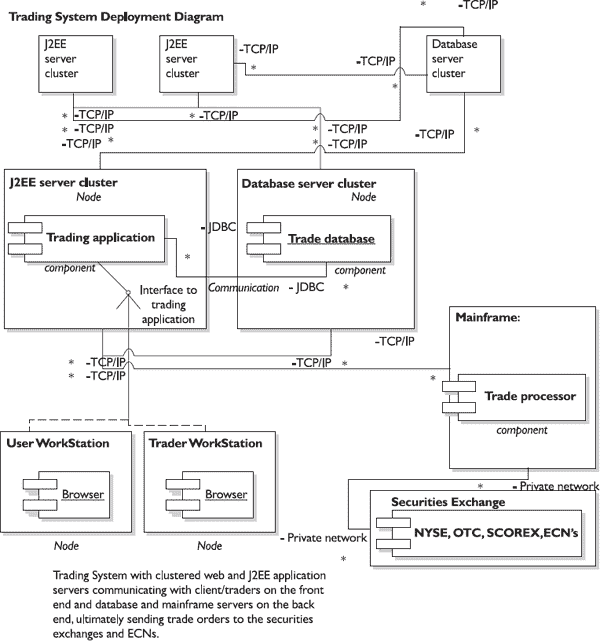 * -TCP/IP
Trading System Deployment Diagram
J2EE
server
cluster
J2EE
server
cluster
-TCP/IP
*
-TCP/IP
*
Database
server
cluster
* -TCP/IP
* -TCP/IP
-TCP/IP *
* -TCP/IP
* -TCP/IP
* -TCP/IP
-TCP/IP *
J2EE server cluster
Node
Trading application
component
Interface to
trading
application
- JDBC
*
Communication
- JDBC *
Database server cluster
Node
Trade database
component
-TCP/IP
* -TCP/IP
* -TCP/IP
-TCP/IP *
*
Mainframe:
Trade processor
component
* - Private network
User WorkStation
Browser
Node
Trader WorkStation
Browser
Node
- Private network
*
Securities Exchange
NYSE, OTC, SCOREX,ECN's
Trading System with clustered web and J2EE application
servers communicating with client/traders on the front
end and database and mainframe servers on the back
end, ultimately sending trade orders to the securities
exchanges and ECNs.